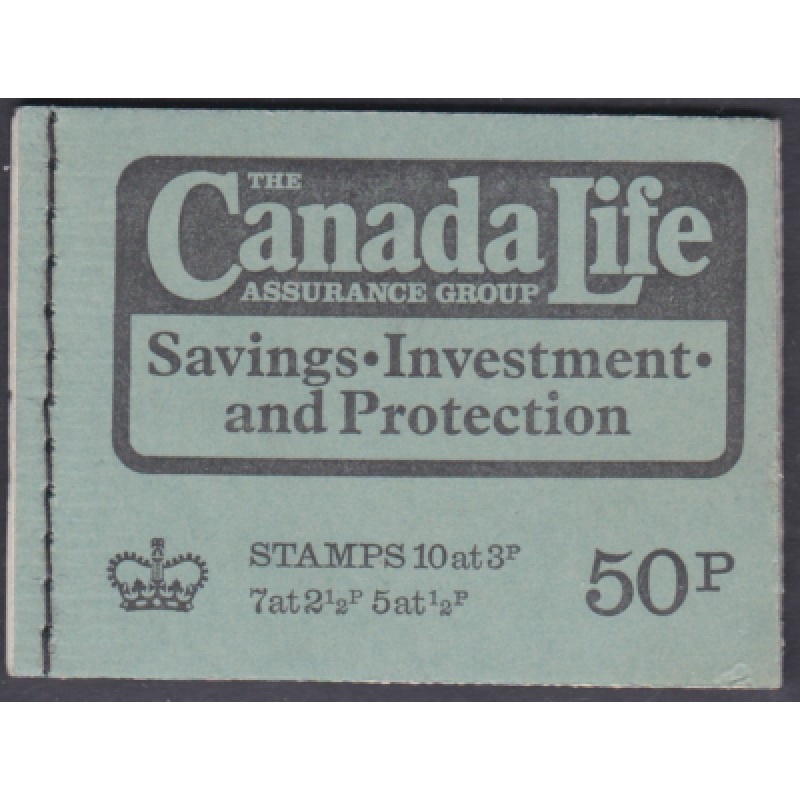 THE
Canada Life
ASSURANCE GROUP
Savings•Investment•
and Protection
STAMPS 10 at 3P
7 at 2½P 5 at ½P
50P